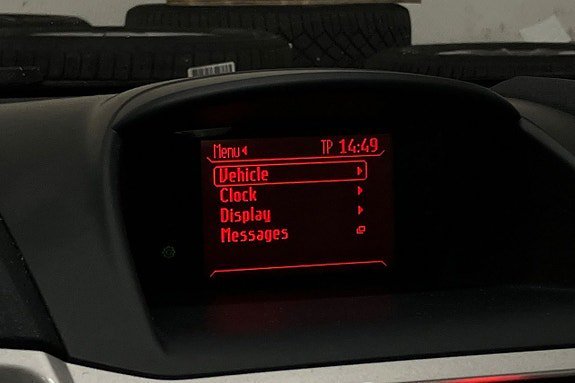 Menu TP 14:49
Vehicle
Clock
Display
Messages